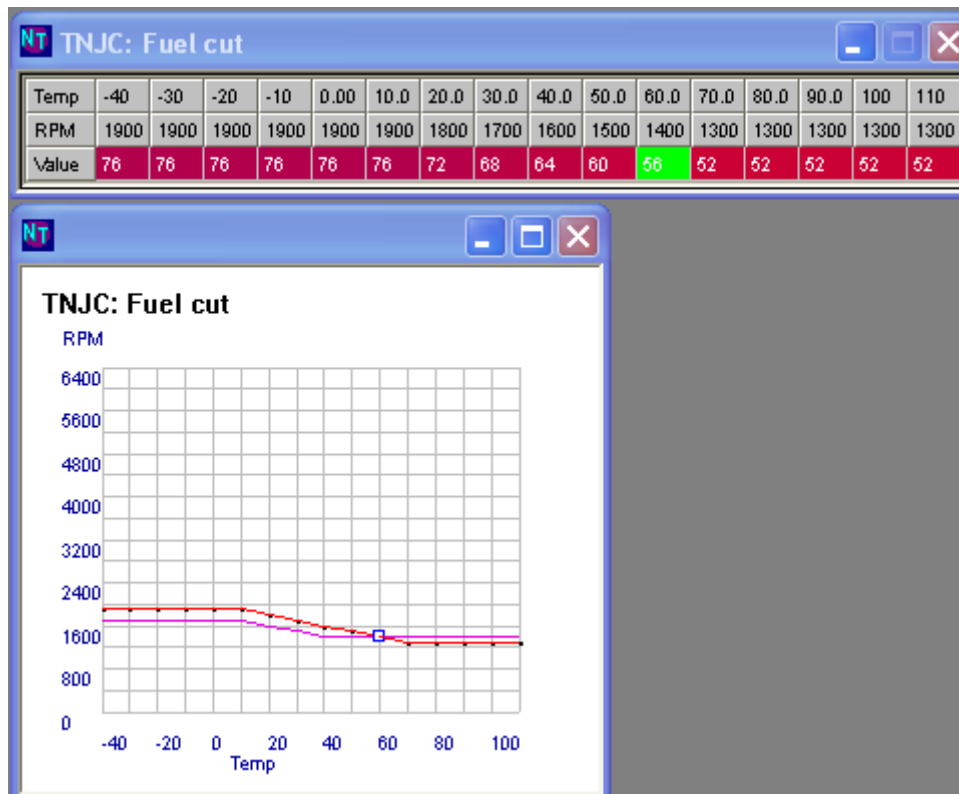 NT TNJC: Fuel cut
Temp -40 -30 -20 -10 0.00 10.0 20.0 30.0 40.0 50.0 60.0 70.0 80.0 90.0 100 110
RPM 1900 1900 1900 1900 1900 1900 1800 1700 1600 1500 1400 1300 1300 1300 1300 1300
Value 76 76 76 76 76 76 72 68 64 60 56 52 52 52 52 52
NT
TNJC: Fuel cut
RPM
6400
5600
4800
4000
3200
2400
1600
800
0
-40 -20 0 20 40 60 80 100
Temp